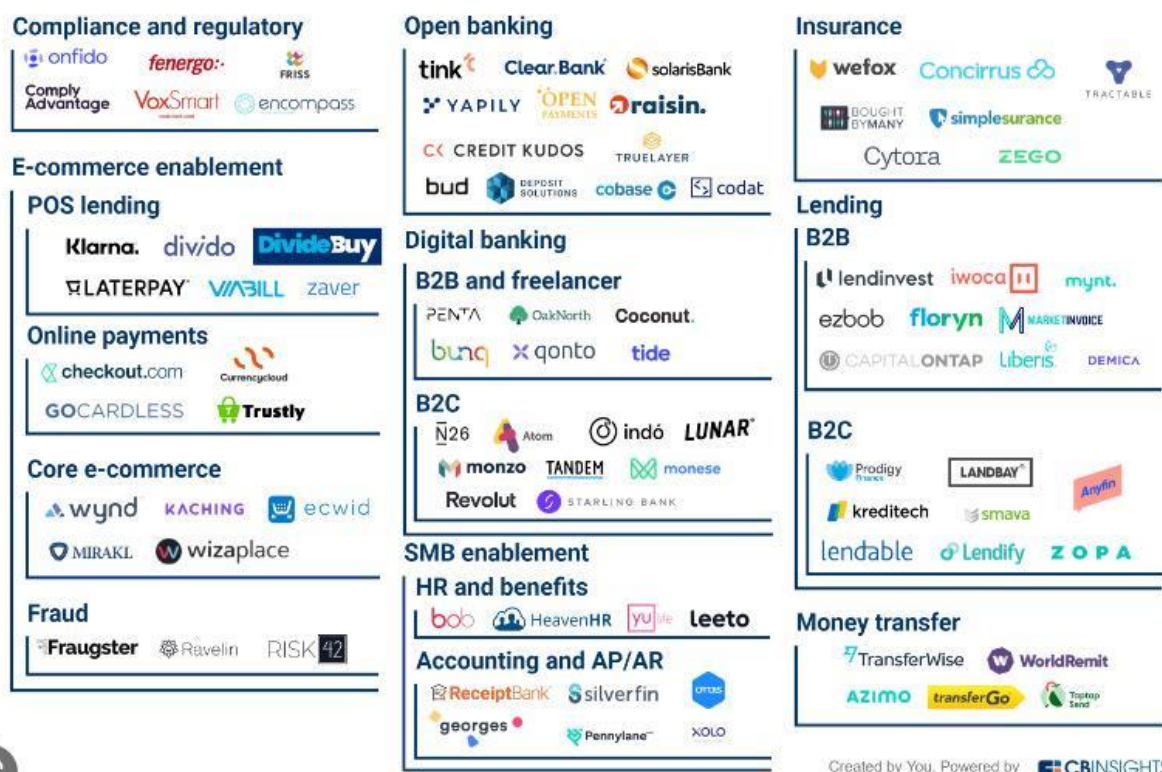 Compliance and regulatory
onfido
fenergo:·
FRISS
Comply
Advantage
VoxSmart
encompass
E-commerce enablement
POS lending
Klarna.
divido
DivideBuy
LATERPAY
VIABILL
zaver
Online payments
checkout.com
Currencycloud
GOCARDLESS
Trustly
Core e-commerce
wynd
KACHING
ecwid
MIRAKL
wizaplace
Fraud
Fraugster
Ravelin
RISK 42
Open banking
tink
Clear.Bank
solarisBank
YAPILY
OPEN
PAYMENTS
raisin.
CK CREDIT KUDOS
TRUELAYER
bud
DEPOSIT
SOLUTIONS
cobase
codat
Digital banking
B2B and freelancer
PENTA
OakNorth
Coconut.
bunq
qonto
tide
B2C
N26
Atom
indó
LUNAR
monzo
TANDEM
monese
Revolut
STARLING BANK
SMB enablement
HR and benefits
bob
HeavenHR
yu life
leeto
Accounting and AP/AR
ReceiptBank
silverfin
georges
Pennylane
XOLO
Insurance
wefox
Concirrus
TRACTABLE
BOUGHT
BYMANY
simplesurance
Cytora
ZEGO
Lending
B2B
lendinvest
iwoca
mynt.
ezbob
floryn
MARKETINVOICE
CAPITALONTAP
liberis.
DEMICA
B2C
Prodigy
Finance
LANDBAY
Anyfin
kreditech
smava
lendable
Lendify
ZOPA
Money transfer
TransferWise
WorldRemit
AZIMO
transferGo
Taptap
Send
Created by You. Powered by CBINSIGHTS